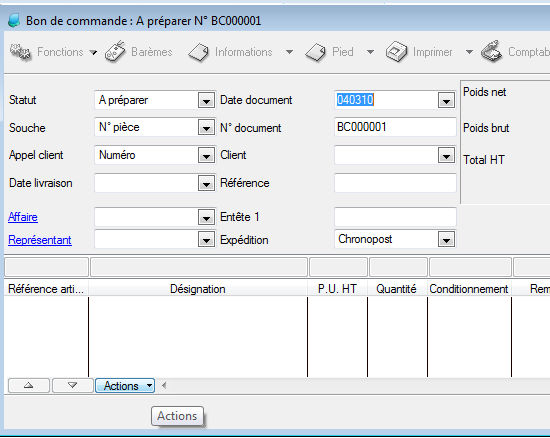 Bon de commande : A préparer N° BC000001
Fonctions Barèmes Informations Pied Imprimer Comptab
Statut A préparer Date document 040310 Poids net
Souche N° pièce N° document BC000001 Poids brut
Appel client Numéro Client Total HT
Date livraison Référence
Affaire Entête 1
Représentant Expédition Chronopost
Référence arti... Désignation P.U. HT Quantité Conditionnement Rem
Actions
Actions